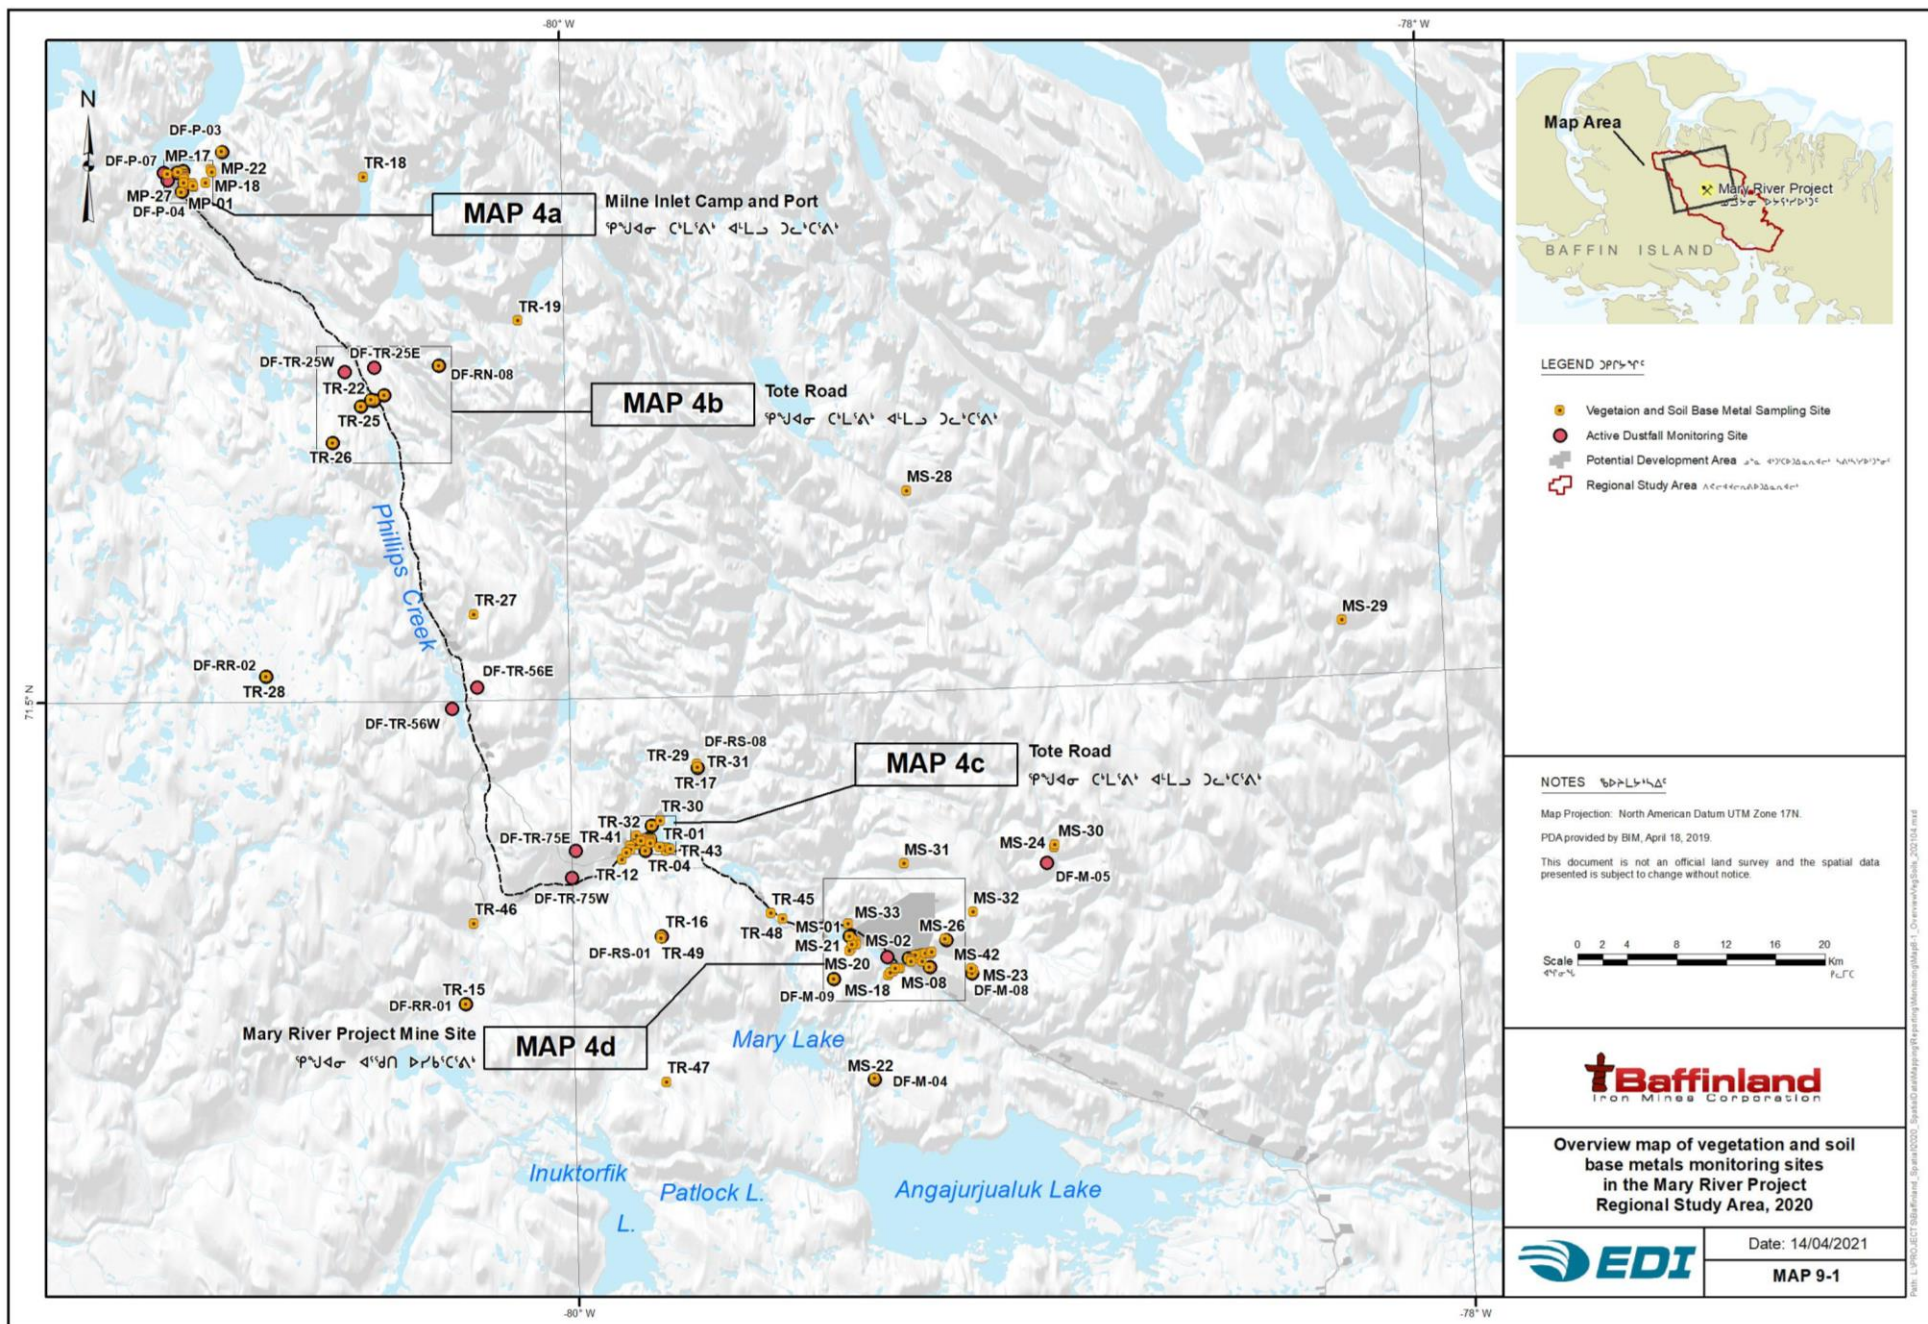 -80° W
-78° W
N
DF-P-03
DF-P-07
MP-17
MP-22
MP-18
MP-27
MP-01
DF-P-04
TR-18
MAP 4a
Milne Inlet Camp and Port
TR-19
DF-TR-25W
DF-TR-25E
DF-RN-08
TR-22
TR-25
TR-26
MAP 4b
Tote Road
MS-28
Phillips Creek
TR-27
MS-29
DF-RR-02
TR-28
DF-TR-56E
71.5° N
DF-TR-56W
DF-RS-08
TR-29
TR-31
TR-17
MAP 4c
Tote Road
TR-30
TR-32
TR-01
DF-TR-75E
TR-41
TR-43
TR-04
TR-12
DF-TR-75W
MS-31
MS-30
MS-24
DF-M-05
TR-46
TR-45
TR-48
TR-16
DF-RS-01
TR-49
MS-33
MS-32
MS-01
MS-26
MS-21
MS-02
MS-42
MS-20
MS-23
MS-08
DF-M-08
DF-M-09
MS-18
TR-15
DF-RR-01
Mary River Project Mine Site
MAP 4d
Mary Lake
TR-47
MS-22
DF-M-04
Inuktorfik
L.
Patlock L.
Angajurjualuk Lake
-80° W
-78° W
Map Area
Mary River Project
BAFFIN ISLAND
LEGEND
Vegetaion and Soil Base Metal Sampling Site
Active Dustfall Monitoring Site
Potential Development Area
Regional Study Area
NOTES
Map Projection: North American Datum UTM Zone 17N.
PDA provided by BIM, April 18, 2019.
This document is not an official land survey and the spatial data
presented is subject to change without notice.
0 2 4 8 12 16 20
Scale
Km
Baffinland
Iron Mines Corporation
Overview map of vegetation and soil
base metals monitoring sites
in the Mary River Project
Regional Study Area, 2020
EDI
Date: 14/04/2021
MAP 9-1